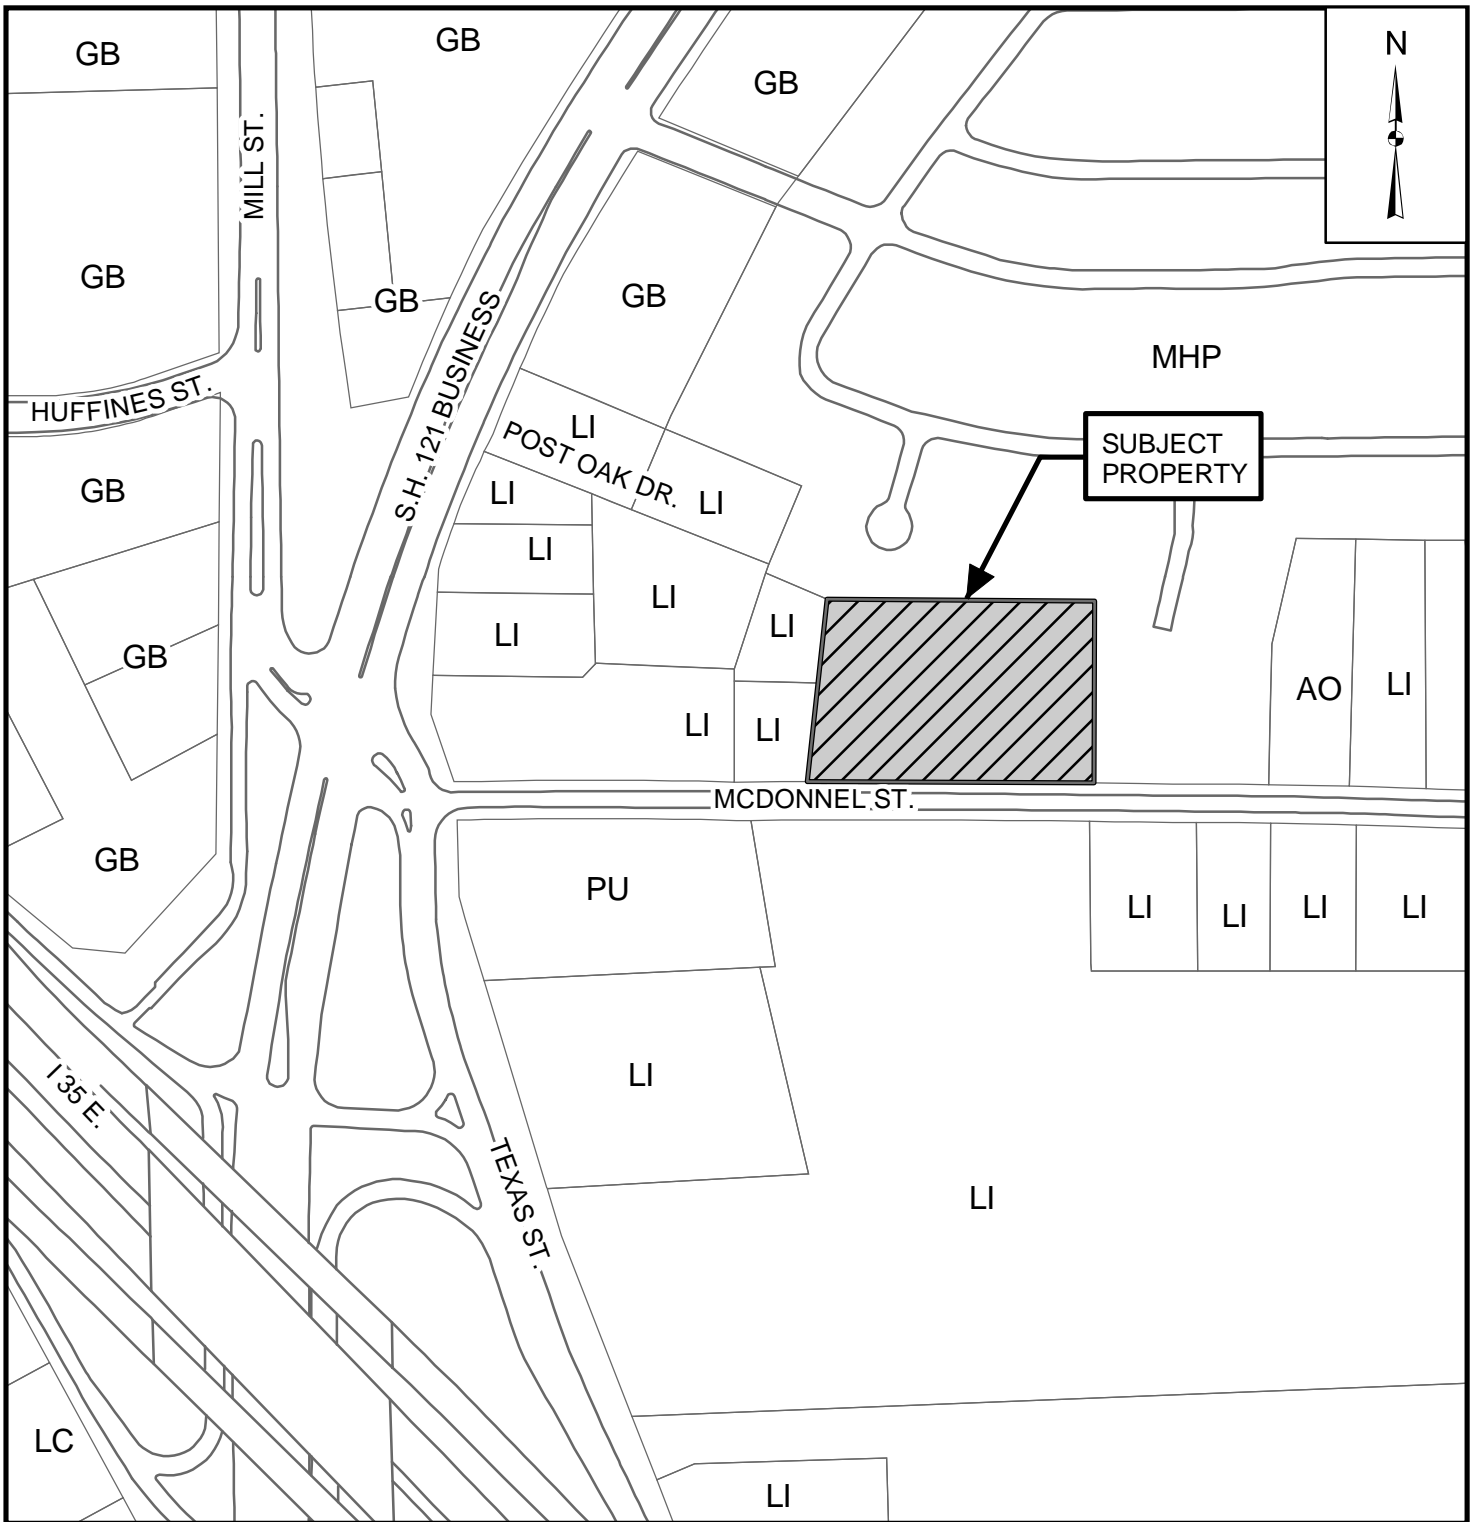 GB
GB
GB
N
MILL ST.
GB
GB
GB
S.H. 121 BUSINESS
MHP
HUFFINES ST.
LI
POST OAK DR.
SUBJECT
PROPERTY
GB
LI
LI
LI
LI
LI
LI
GB
AO
LI
LI
LI
MCDONNEL ST.
GB
PU
LI
LI
LI
LI
I 35 E.
LI
TEXAS ST.
LI
LC
LI